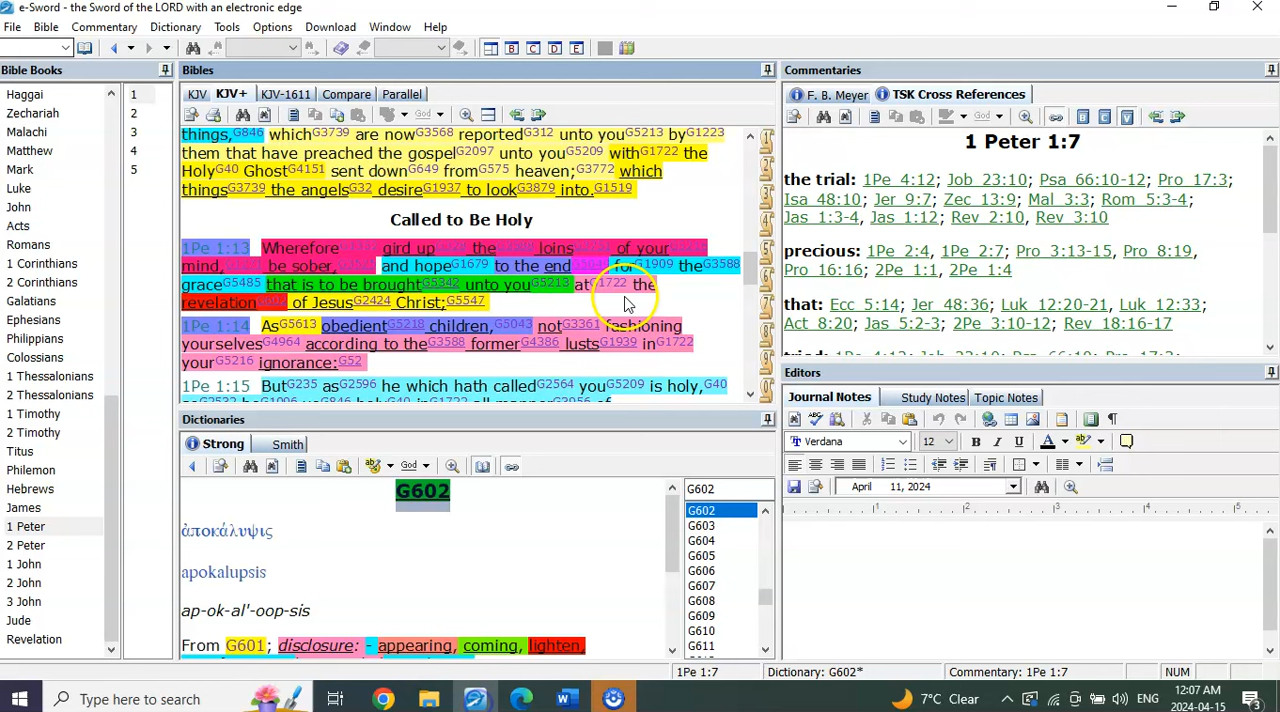 e-Sword - the Sword of the LORD with an electronic edge
File Bible Commentary Dictionary Tools Options Download Window Help
B C D E
Bible Books
Haggai
Zechariah
Malachi
Matthew
Mark
Luke
John
Acts
Romans
1 Corinthians
2 Corinthians
Galatians
Ephesians
Philippians
Colossians
1 Thessalonians
2 Thessalonians
1 Timothy
2 Timothy
Titus
Philemon
Hebrews
James
1 Peter
2 Peter
1 John
2 John
3 John
Jude
Revelation
1
2
3
4
5
Bibles
KJV KJV+ KJV-1611 Compare Parallel
God
things,G846 whichG3739 are nowG3568 reportedG312 unto youG5213 byG1223
them that have preached the gospelG2097 unto youG5209 withG1722 the
HolyG40 GhostG4151 sent downG649 fromG575 heaven;G3772 which
thingsG3739 the angelsG32 desireG1937 to lookG3879 into.G1519
Called to Be Holy
1Pe 1:13 Wherefore gird up the loins of your
mind, be sober, and hopeG1679 to the end forG1909 theG3588
graceG5485 that is to be broughtG5342 unto youG5213 atG1722 the
revelationG602 of JesusG2424 Christ;G5547
1Pe 1:14 AsG5613 obedientG5218 children,G5043 notG3361 fashioning
yourselvesG4964 according to theG3588 formerG4386 lustsG1939 inG1722
yourG5216 ignorance:G52
1Pe 1:15 ButG235 asG2596 he which hath calledG2564 youG5209 is holy,G40
Dictionaries
Strong Smith
God
G602
ἀποκάλυψις
apokalupsis
ap-ok-al'-oop-sis
From G601; disclosure: - appearing, coming, lighten,
G602
G602
G603
G604
G605
G606
G607
G608
G609
G610
G611
Commentaries
F. B. Meyer TSK Cross References
God B C V
1 Peter 1:7
the trial: 1Pe 4:12; Job 23:10; Psa 66:10-12; Pro 17:3;
Isa 48:10; Jer 9:7; Zec 13:9; Mal 3:3; Rom 5:3-4;
Jas 1:3-4, Jas 1:12; Rev 2:10, Rev 3:10
precious: 1Pe 2:4, 1Pe 2:7; Pro 3:13-15, Pro 8:19,
Pro 16:16; 2Pe 1:1, 2Pe 1:4
that: Ecc 5:14; Jer 48:36; Luk 12:20-21, Luk 12:33;
Act 8:20; Jas 5:2-3; 2Pe 3:10-12; Rev 18:16-17
Editors
Journal Notes Study Notes Topic Notes
Verdana 12 B I U A
April 11, 2024
1 2 3 4 5
1Pe 1:7 Dictionary: G602* Commentary: 1Pe 1:7 NUM
Type here to search
7°C Clear ENG
12:07 AM
2024-04-15
3